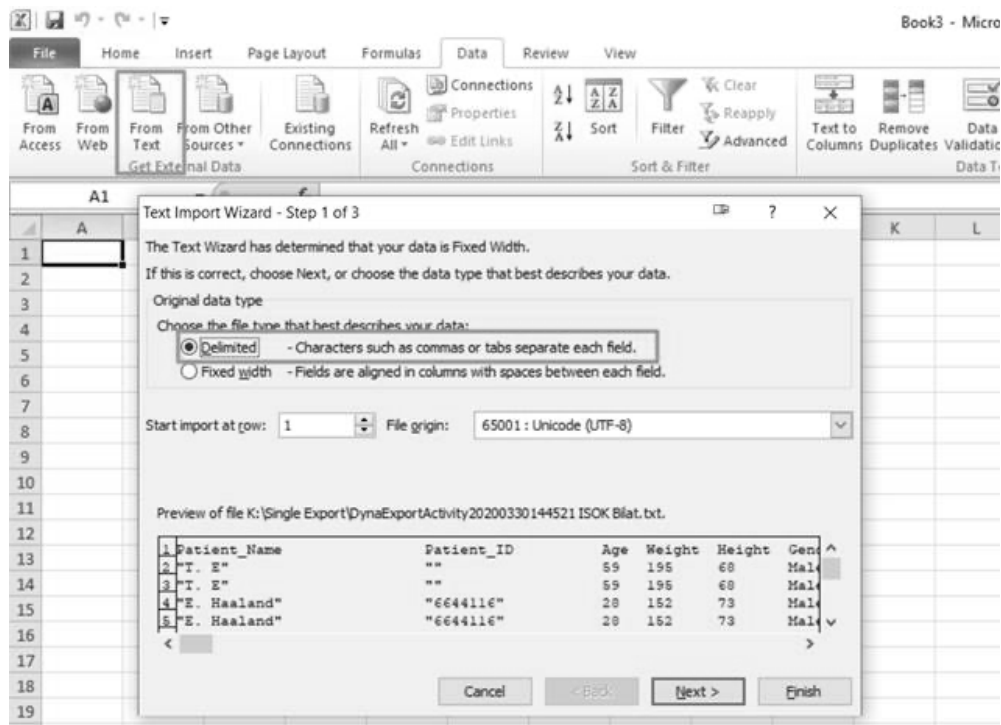 Book3 - Micro
File Home Insert Page Layout Formulas Data Review View
From Access
From Web
From Text
From Other Sources
Existing Connections
Get External Data
Refresh All
Connections
Properties
Edit Links
Connections
Sort
Filter
Clear
Reapply
Advanced
Sort & Filter
Text to Columns
Remove Duplicates
Data
A1
A K L
Text Import Wizard - Step 1 of 3 ?
The Text Wizard has determined that your data is Fixed Width.
If this is correct, choose Next, or choose the data type that best describes your data.
Original data type
Choose the file type that best describes your data:
Delimited - Characters such as commas or tabs separate each field.
Fixed width - Fields are aligned in columns with spaces between each field.
Start import at row: 1 File origin: 65001 : Unicode (UTF-8)
Preview of file K:\Single Export\DynaExportActivity20200330144521 ISOK Bilat.txt.
1 Patient_Name Patient_ID Age Weight Height
2 "T. E" "" 59 195 68
3 "T. E" "" 59 195 68
4 "E. Haaland" "6644116" 28 152 73
5 "E. Haaland" "6644116" 28 152 73
Cancel < Back Next > Finish
1
2
3
4
5
6
7
8
9
10
11
12
13
14
15
16
17
18
19